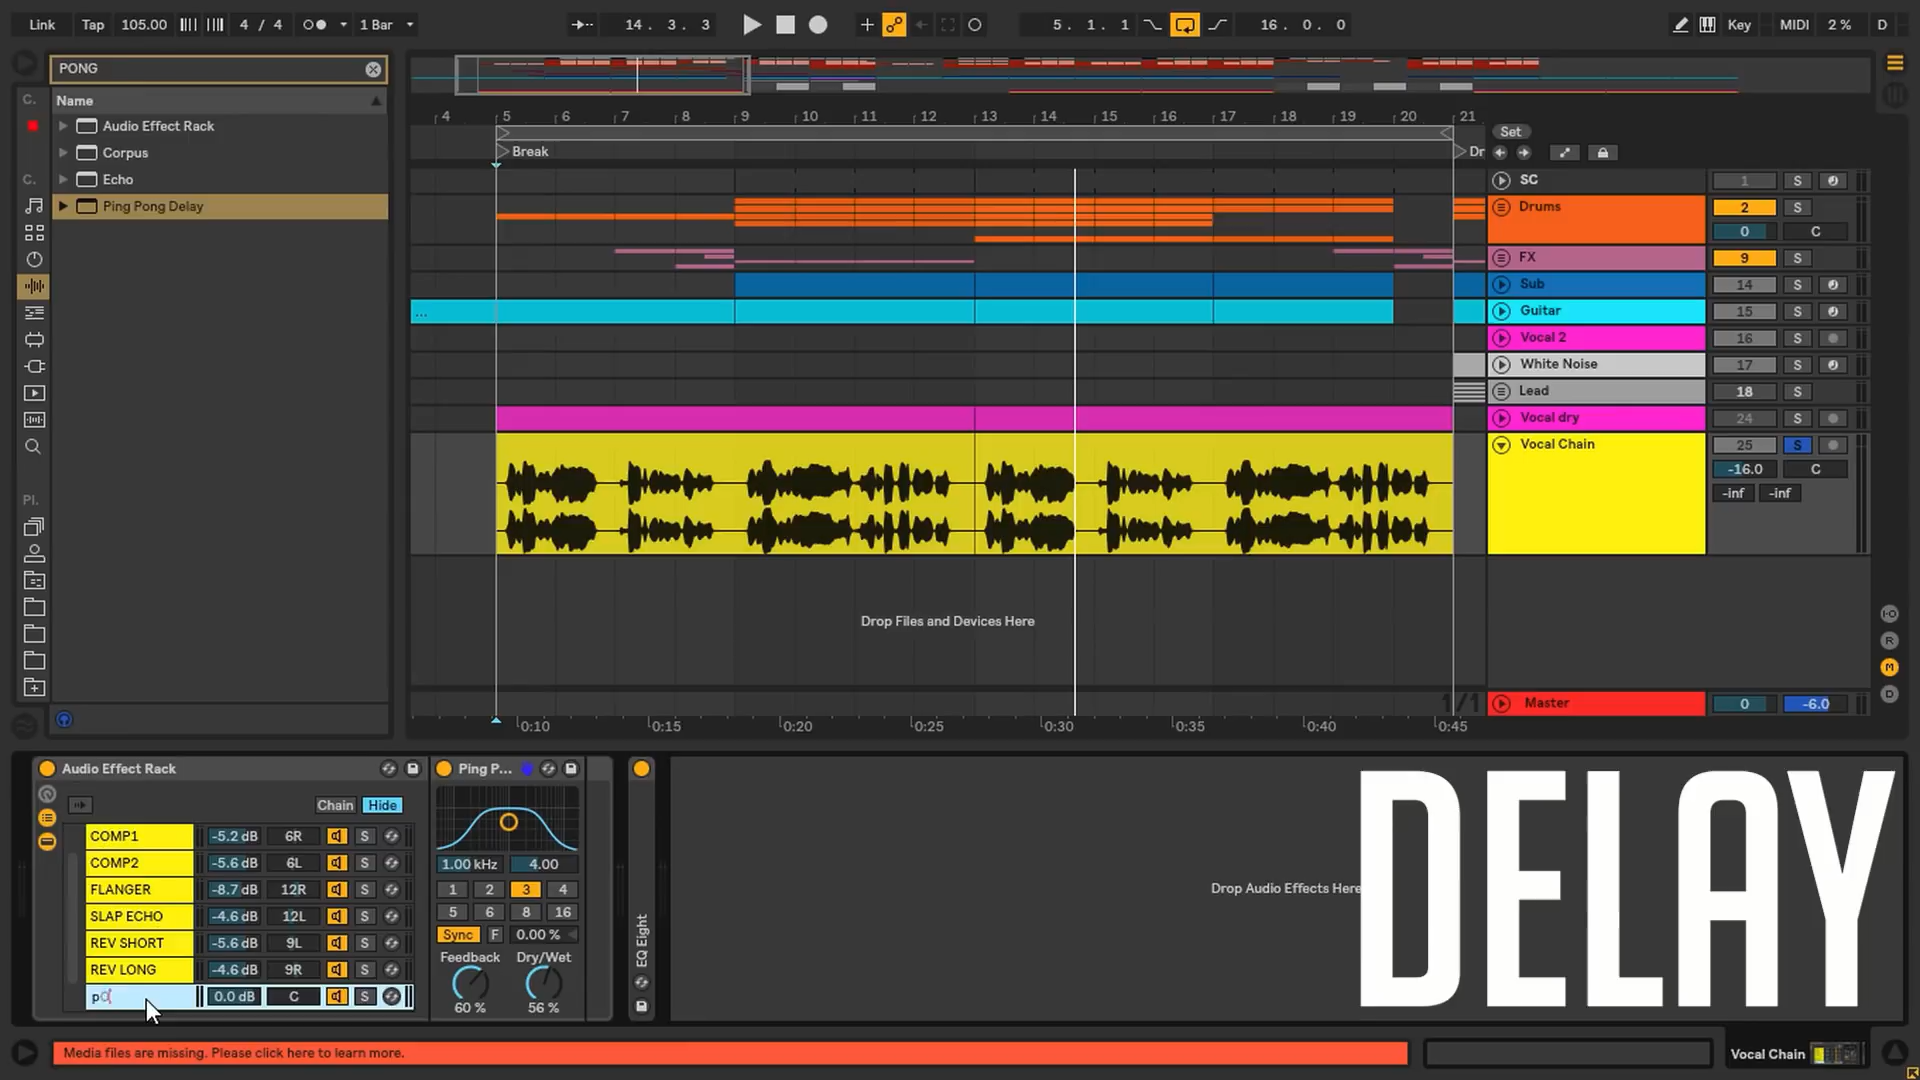 Link Tap 105.00 4 / 4 1 Bar 14 . 3 . 3 5 . 1 . 1 16 . 0 . 0 Key MIDI 2 % D
PONG
C. Name
Audio Effect Rack
Corpus
C. Echo
Ping Pong Delay
Pl.
4 5 6 7 8 9 10 11 12 13 14 15 16 17 18 19 20 21
Set
Break Dr
SC 1 S
Drums 2 S
0 C
FX 9 S
Sub 14 S
... Guitar 15 S
Vocal 2 16 S
White Noise 17 S
Lead 18 S
Vocal dry 24 S
Vocal Chain 25 S
-16.0 C
-inf -inf
Drop Files and Devices Here
I-O
R
M
D
1/1 Master 0 -6.0
0:10 0:15 0:20 0:25 0:30 0:35 0:40 0:45
Audio Effect Rack
Chain Hide
COMP1 -5.2 dB 6R S
COMP2 -5.6 dB 6L S
FLANGER -8.7 dB 12R S
SLAP ECHO -4.6 dB 12L S
REV SHORT -5.6 dB 9L S
REV LONG -4.6 dB 9R S
p 0.0 dB C S
Ping P...
1.00 kHz 4.00
1 2 3 4
5 6 8 16
Sync F 0.00 %
Feedback Dry/Wet
60 % 56 %
EQ Eight
Drop Audio Effects Here
DELAY
Media files are missing. Please click here to learn more.
Vocal Chain